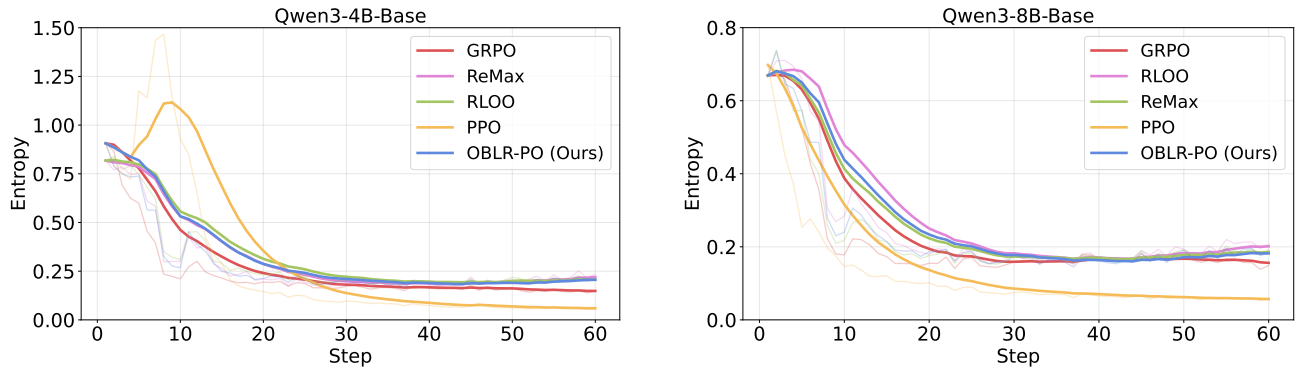 Qwen3-4B-Base
1.50
1.25
1.00
0.75
0.50
0.25
0.00
Entropy
0 10 20 30 40 50 60
Step
GRPO
ReMax
RLOO
PPO
OBLR-PO (Ours)
Qwen3-8B-Base
0.8
0.6
0.4
0.2
0.0
Entropy
0 10 20 30 40 50 60
Step
GRPO
RLOO
ReMax
PPO
OBLR-PO (Ours)